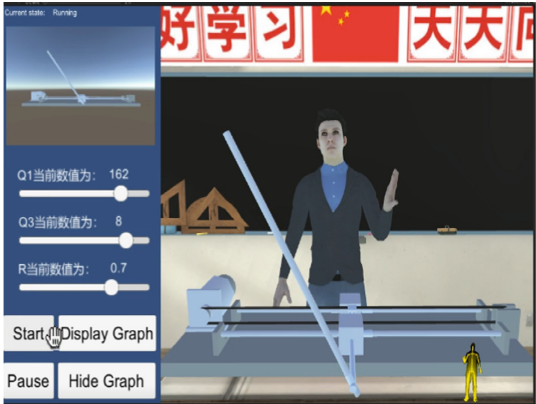 Current state: Running
好 学 习 天 天 向
Q1当前数值为： 162
Q3当前数值为： 8
R当前数值为： 0.7
Start
Display Graph
Pause
Hide Graph